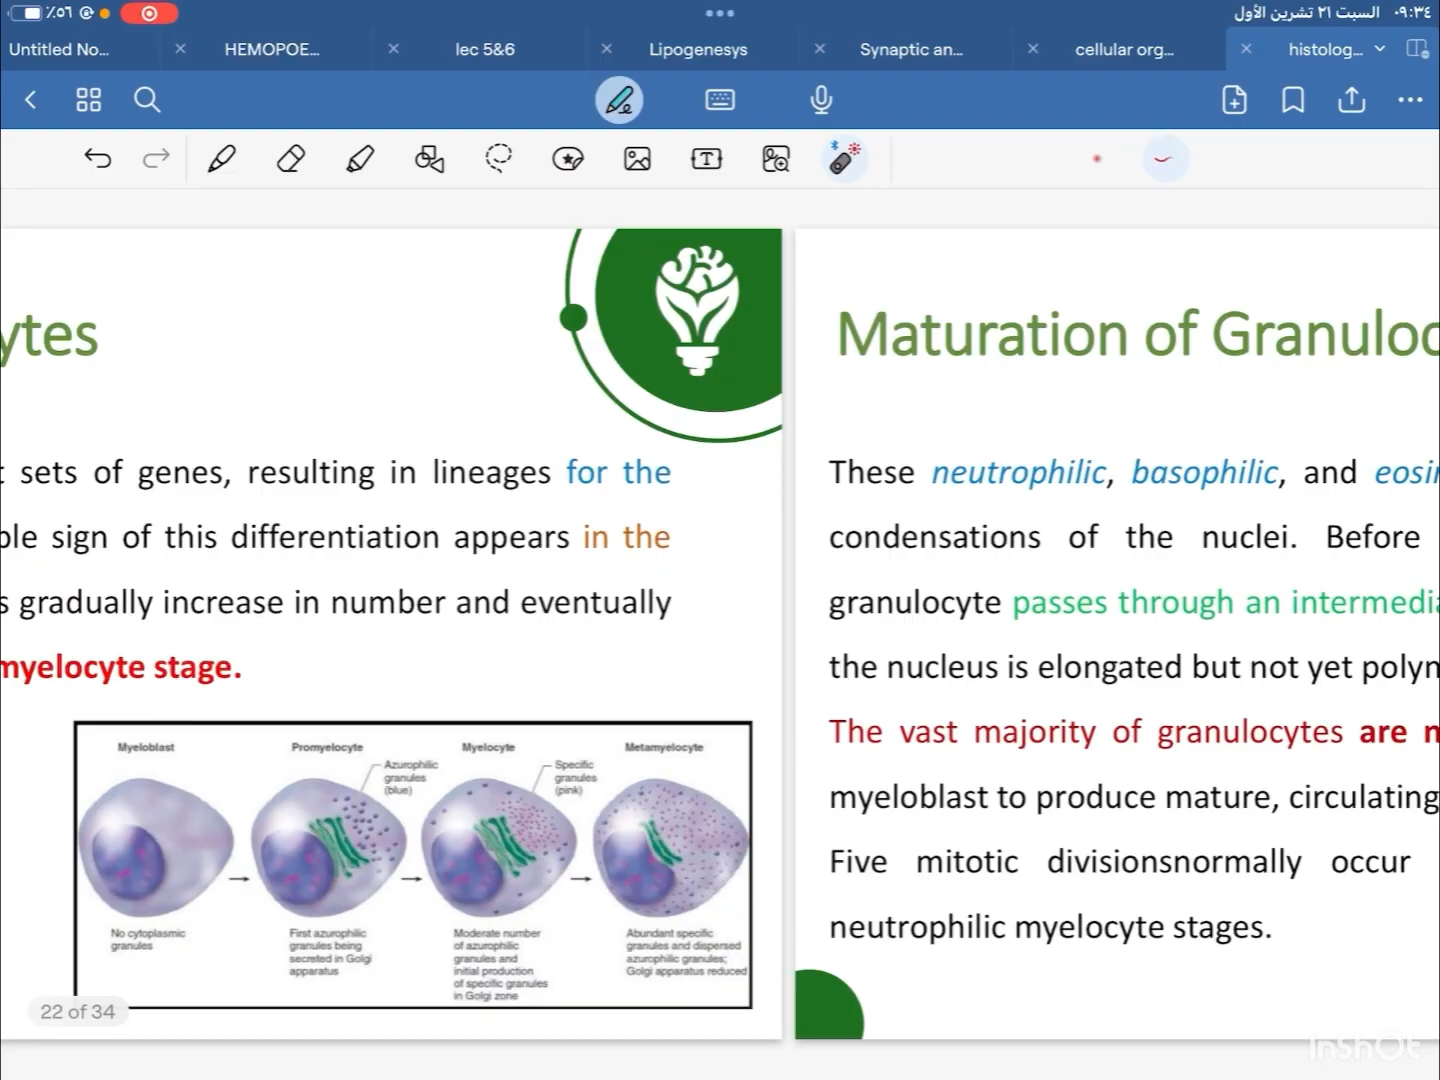 ٪٥٦
السبت ٢١ تشرين الأول ٠٩:٣٤
Untitled No...
HEMOPOE...
lec 5&6
Lipogenesys
Synaptic an...
cellular org...
histolog...
ytes
sets of genes, resulting in lineages for the
ble sign of this differentiation appears in the
s gradually increase in number and eventually
myelocyte stage.
Myeloblast
Promyelocyte
Myelocyte
Metamyelocyte
Azurophilic
granules
(blue)
Specific
granules
(pink)
No cytoplasmic
granules
First azurophilic
granules being
secreted in Golgi
apparatus
Moderate number
of azurophilic
granules and
initial production
of specific granules
in Golgi zone
Abundant specific
granules and dispersed
azurophilic granules;
Golgi apparatus reduced
22 of 34
Maturation of Granuloc
These neutrophilic, basophilic, and eosin
condensations of the nuclei. Before
granulocyte passes through an intermedia
the nucleus is elongated but not yet polym
The vast majority of granulocytes are n
myeloblast to produce mature, circulating
Five mitotic divisionsnormally occur
neutrophilic myelocyte stages.
InShOt